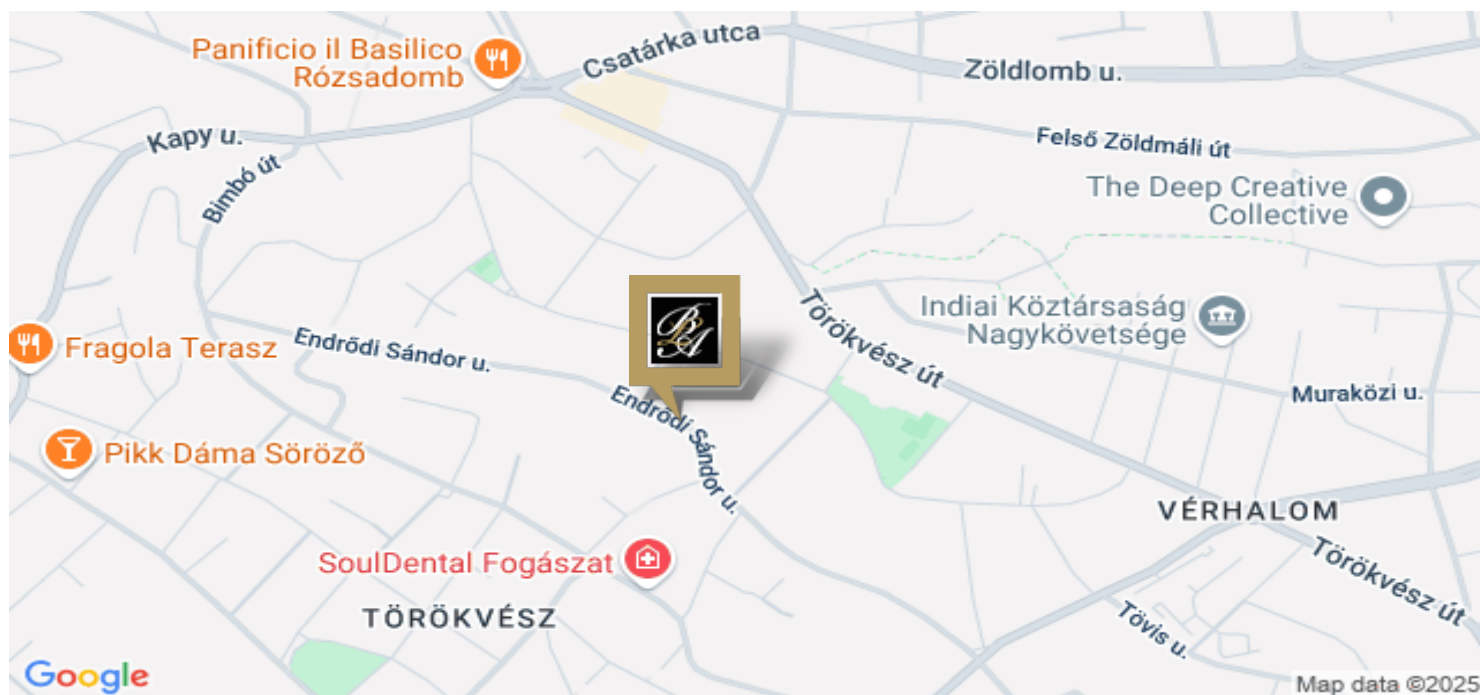 Panificio il Basilico
Rózsadomb
Csatárka utca
Zöldlomb u.
Kapy u.
Felső Zöldmáli út
Bimbó út
The Deep Creative
Collective
Törökvész út
Indiai Köztársaság
Nagykövetsége
BLA
Fragola Terasz
Endrődi Sándor u.
Muraközi u.
Endrődi Sándor u.
Pikk Dáma Söröző
VÉRHALOM
SoulDental Fogászat
Törökvész út
TÖRÖKVÉSZ
Tövis u.
Google
Map data ©2025